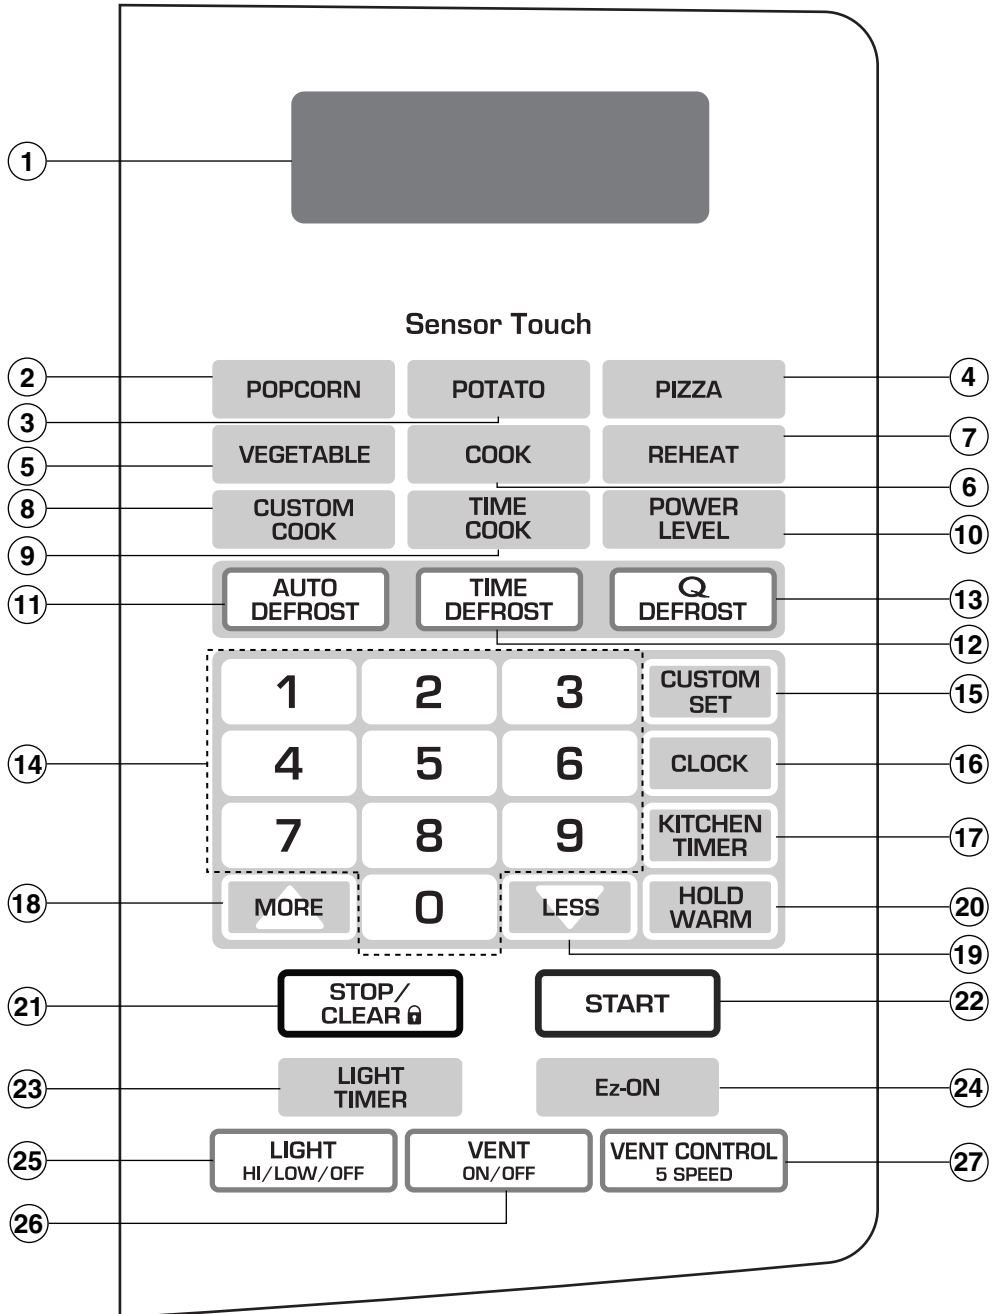 1
Sensor Touch
2
POPCORN
POTATO
PIZZA
4
3
7
VEGETABLE
COOK
REHEAT
5
6
8
CUSTOM
COOK
TIME
COOK
POWER
LEVEL
10
9
11
AUTO
DEFROST
TIME
DEFROST
Q
DEFROST
13
12
1
2
3
CUSTOM
SET
15
14
4
5
6
CLOCK
16
7
8
9
KITCHEN
TIMER
17
18
MORE
0
LESS
HOLD
WARM
20
19
21
STOP/
CLEAR
START
22
23
LIGHT
TIMER
Ez-ON
24
25
LIGHT
HI/LOW/OFF
VENT
ON/OFF
VENT CONTROL
5 SPEED
27
26